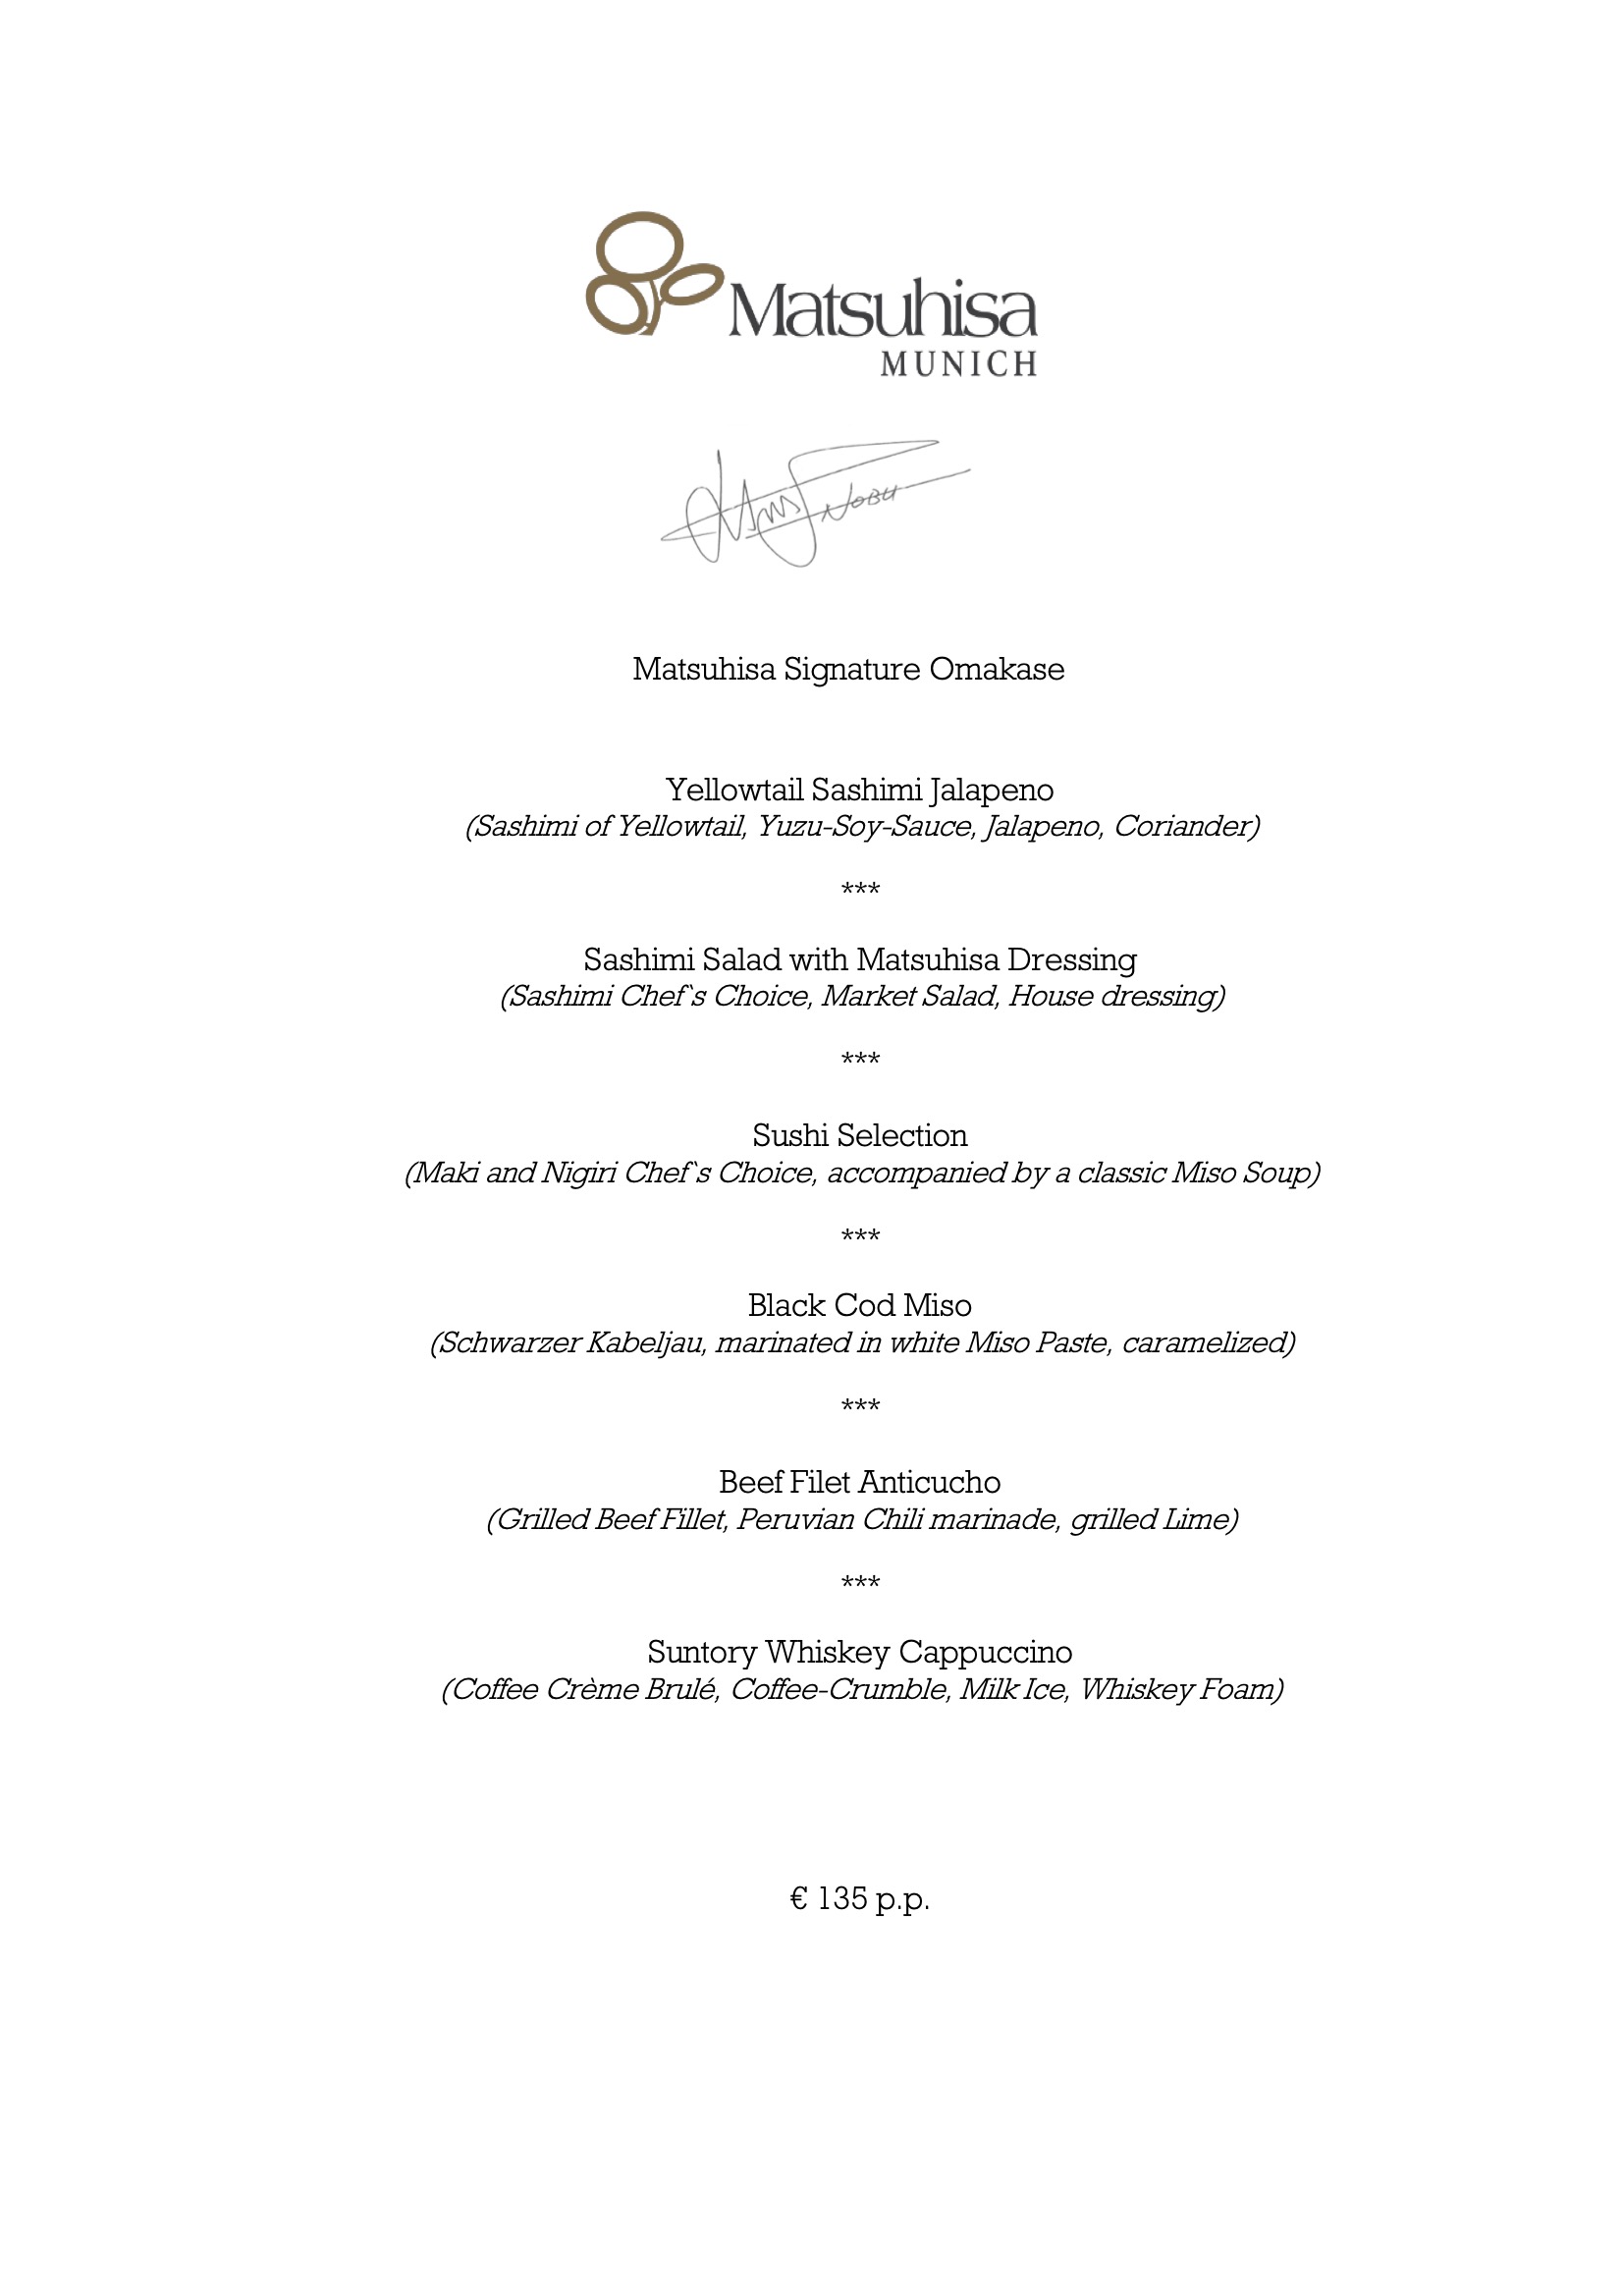 Matsuhisa
MUNICH
NOBU
Matsuhisa Signature Omakase
Yellowtail Sashimi Jalapeno
(Sashimi of Yellowtail, Yuzu-Soy-Sauce, Jalapeno, Coriander)
***
Sashimi Salad with Matsuhisa Dressing
(Sashimi Chef`s Choice, Market Salad, House dressing)
***
Sushi Selection
(Maki and Nigiri Chef`s Choice, accompanied by a classic Miso Soup)
***
Black Cod Miso
(Schwarzer Kabeljau, marinated in white Miso Paste, caramelized)
***
Beef Filet Anticucho
(Grilled Beef Fillet, Peruvian Chili marinade, grilled Lime)
***
Suntory Whiskey Cappuccino
(Coffee Crème Brulé, Coffee-Crumble, Milk Ice, Whiskey Foam)
€ 135 p.p.